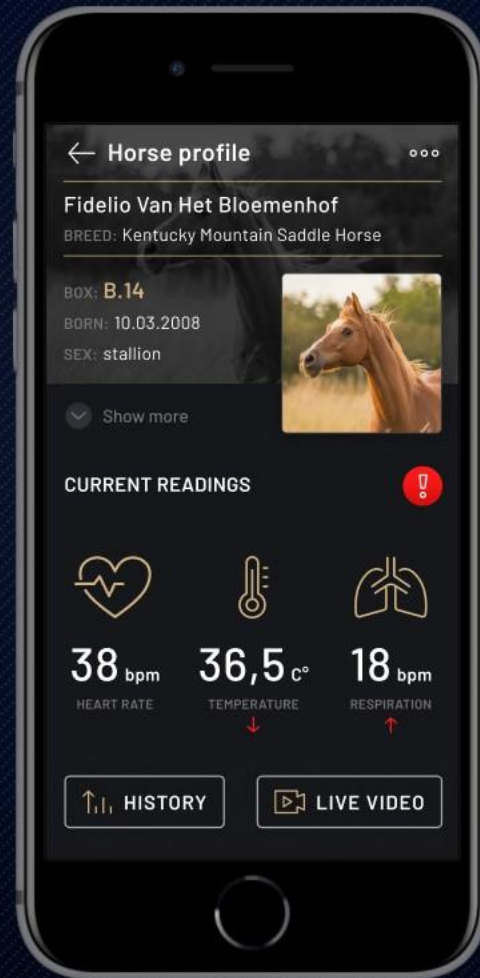 ← Horse profile
Fidelio Van Het Bloemenhof
BREED: Kentucky Mountain Saddle Horse
BOX: B.14
BORN: 10.03.2008
SEX: stallion
Show more
CURRENT READINGS
38 bpm 36,5 C° 18 bpm
HEART RATE TEMPERATURE RESPIRATION
↓ ↑
HISTORY LIVE VIDEO